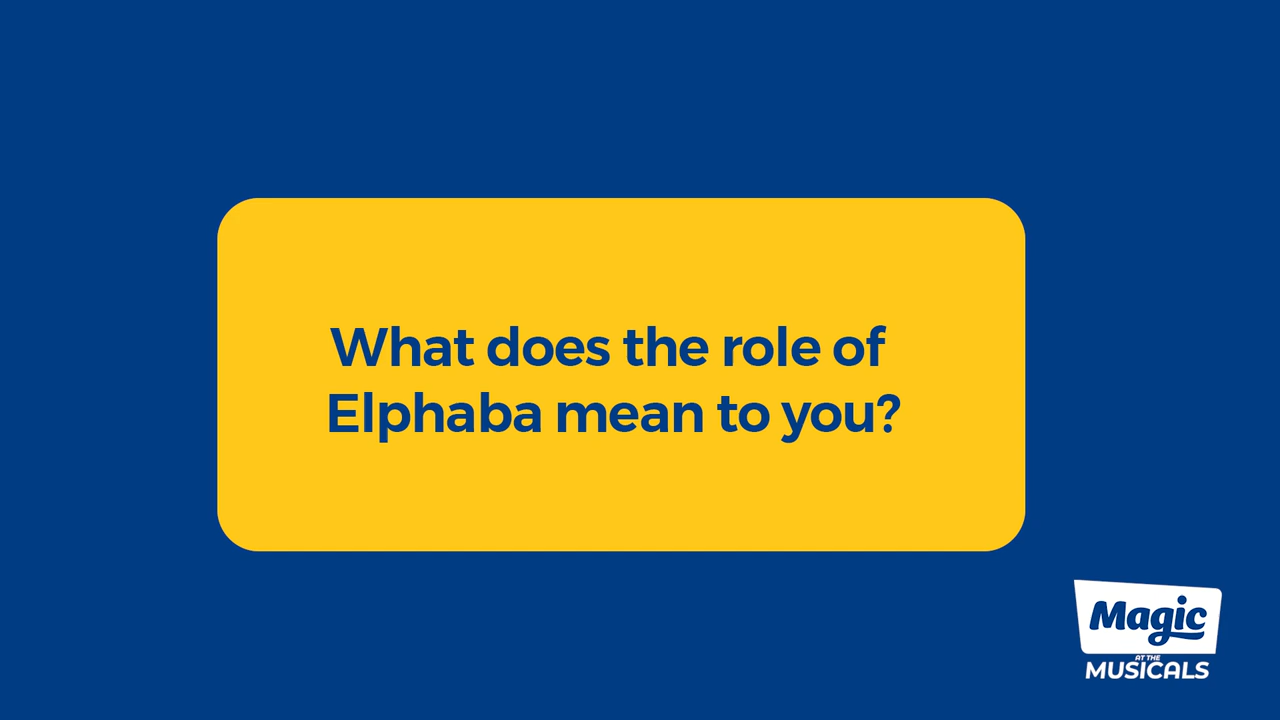 What does the role of
Elphaba mean to you?
Magic
AT THE
MUSICALS